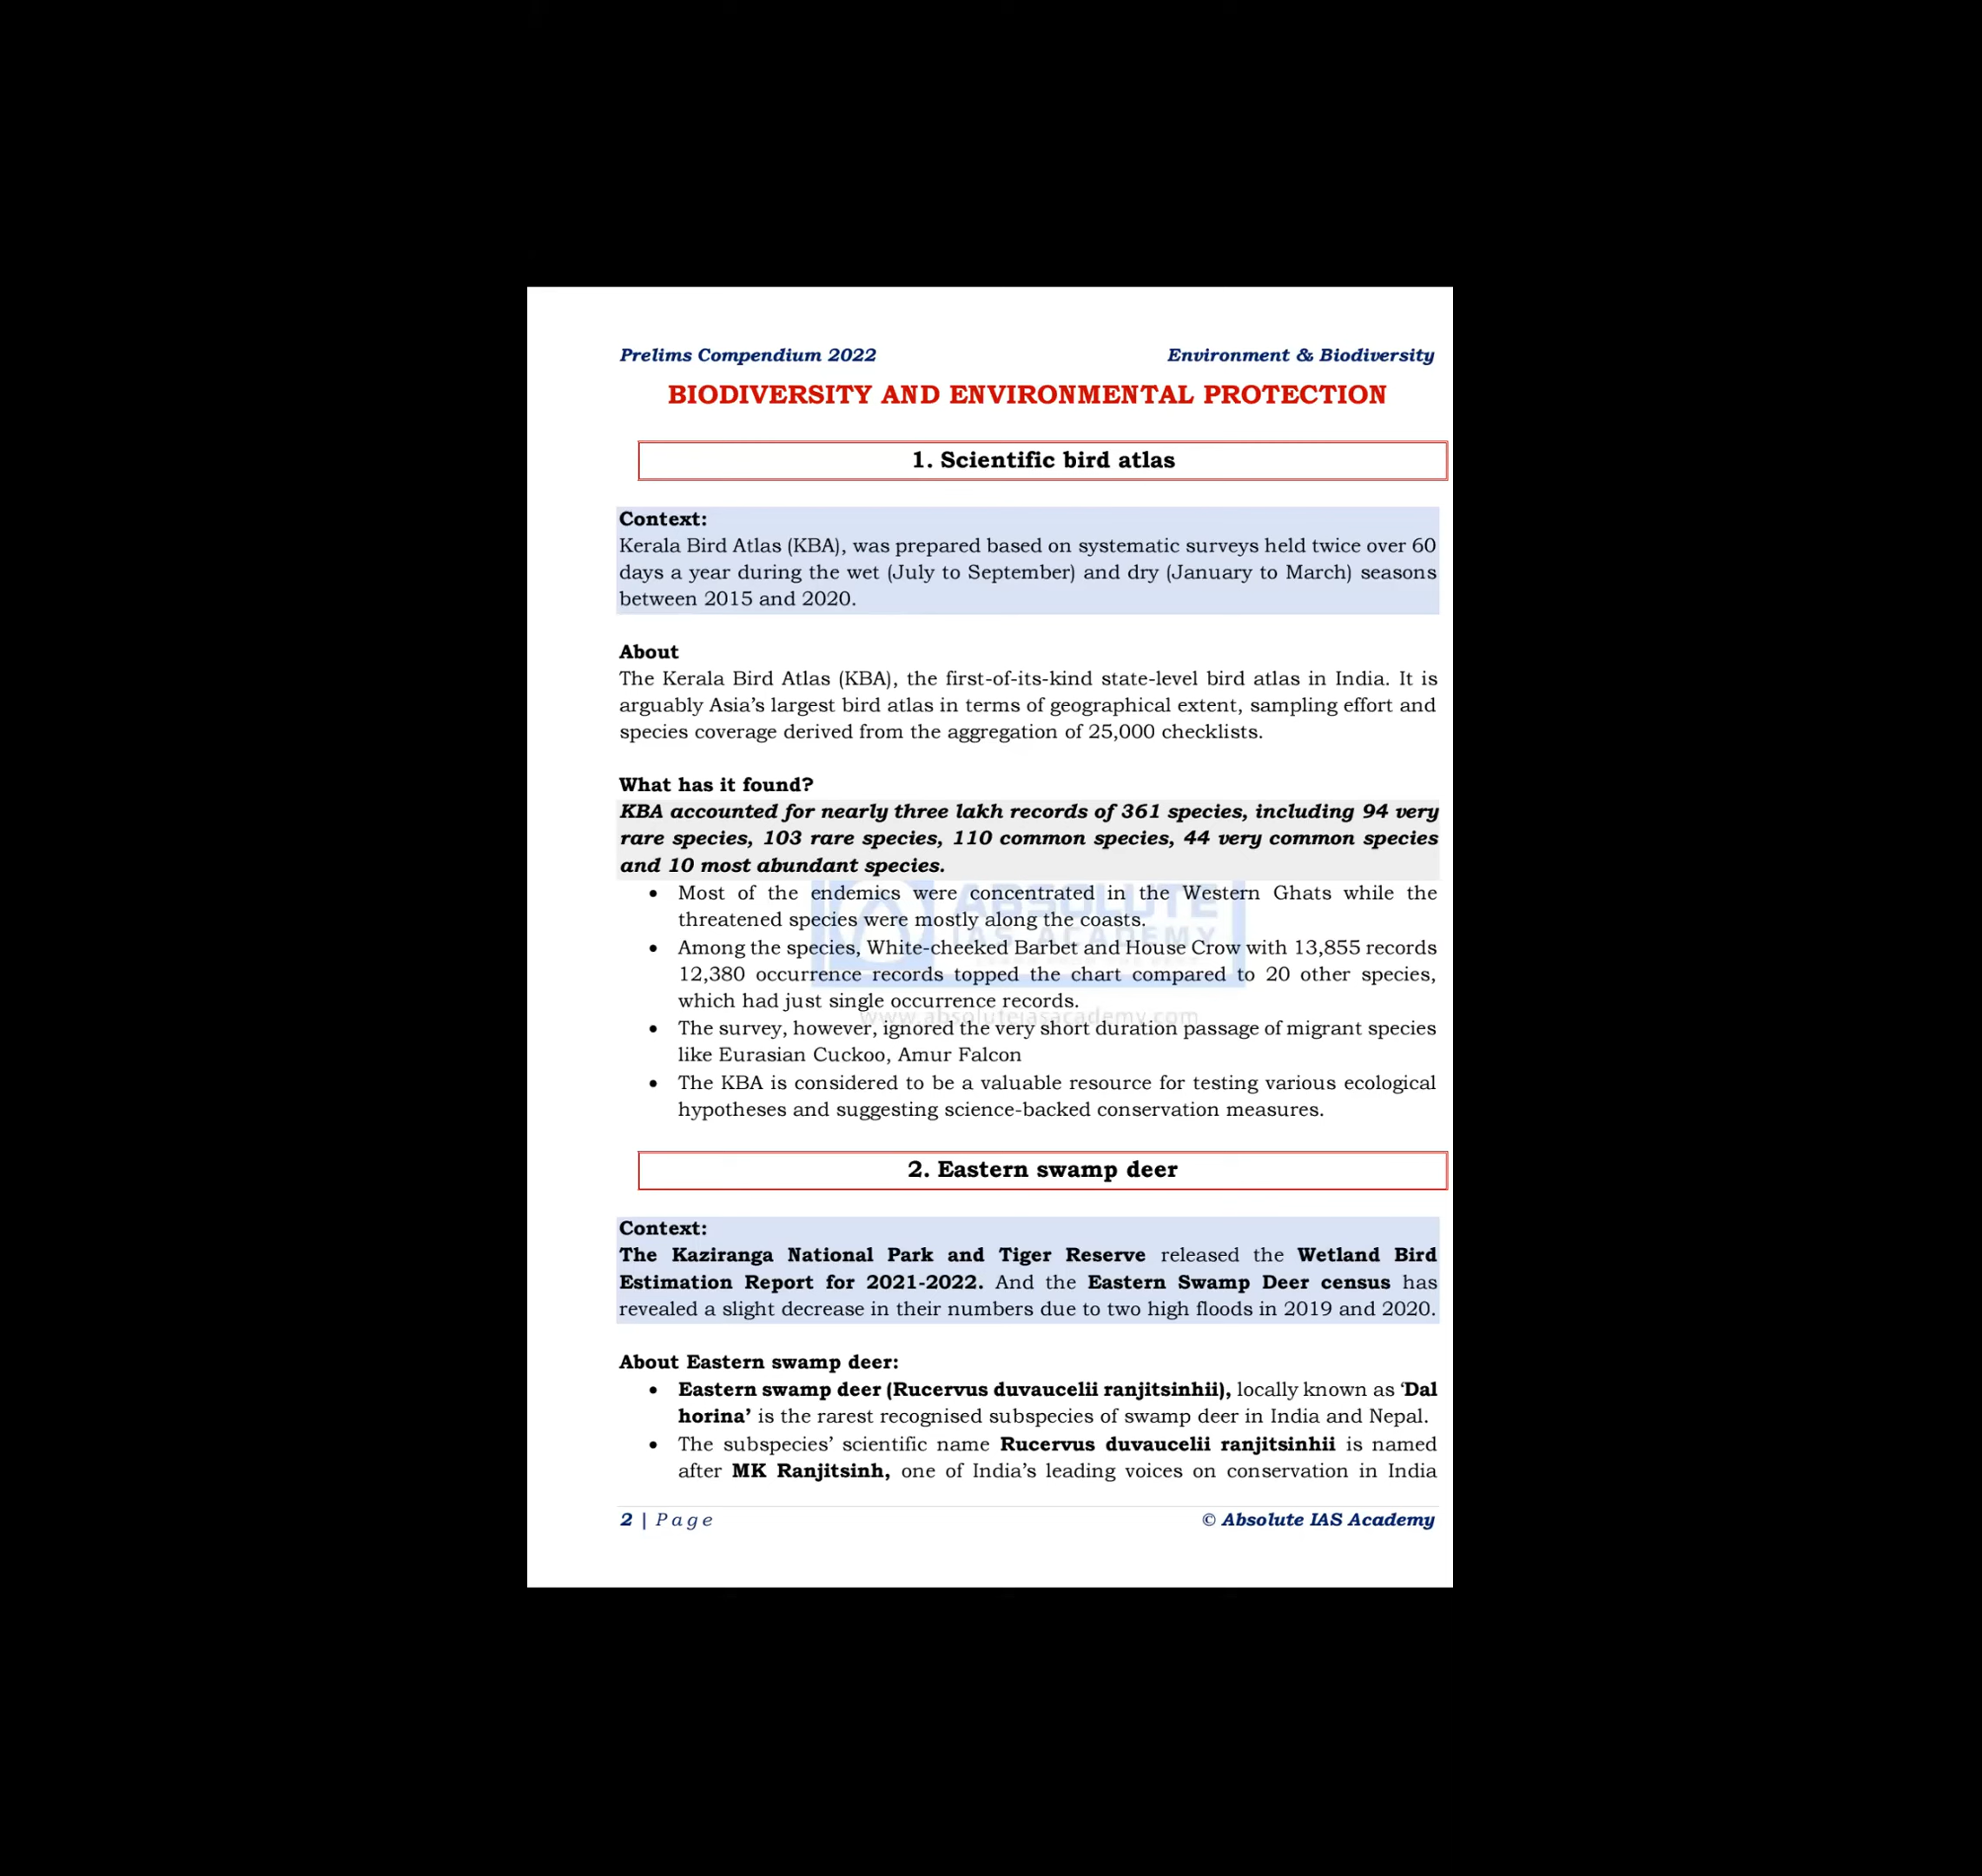 Prelims Compendium 2022 Environment & Biodiversity
BIODIVERSITY AND ENVIRONMENTAL PROTECTION
1. Scientific bird atlas
Context:
Kerala Bird Atlas (KBA), was prepared based on systematic surveys held twice over 60
days a year during the wet (July to September) and dry (January to March) seasons
between 2015 and 2020.
About
The Kerala Bird Atlas (KBA), the first-of-its-kind state-level bird atlas in India. It is
arguably Asia’s largest bird atlas in terms of geographical extent, sampling effort and
species coverage derived from the aggregation of 25,000 checklists.
What has it found?
KBA accounted for nearly three lakh records of 361 species, including 94 very
rare species, 103 rare species, 110 common species, 44 very common species
and 10 most abundant species.
• Most of the endemics were concentrated in the Western Ghats while the
threatened species were mostly along the coasts.
• Among the species, White-cheeked Barbet and House Crow with 13,855 records
12,380 occurrence records topped the chart compared to 20 other species,
which had just single occurrence records.
• The survey, however, ignored the very short duration passage of migrant species
like Eurasian Cuckoo, Amur Falcon
• The KBA is considered to be a valuable resource for testing various ecological
hypotheses and suggesting science-backed conservation measures.
ABSOLUTE
IAS ACADEMY
www.absoluteiasacademy.com
2. Eastern swamp deer
Context:
The Kaziranga National Park and Tiger Reserve released the Wetland Bird
Estimation Report for 2021-2022. And the Eastern Swamp Deer census has
revealed a slight decrease in their numbers due to two high floods in 2019 and 2020.
About Eastern swamp deer:
• Eastern swamp deer (Rucervus duvaucelii ranjitsinhii), locally known as ‘Dal
horina’ is the rarest recognised subspecies of swamp deer in India and Nepal.
• The subspecies’ scientific name Rucervus duvaucelii ranjitsinhii is named
after MK Ranjitsinh, one of India’s leading voices on conservation in India
2 | Page © Absolute IAS Academy